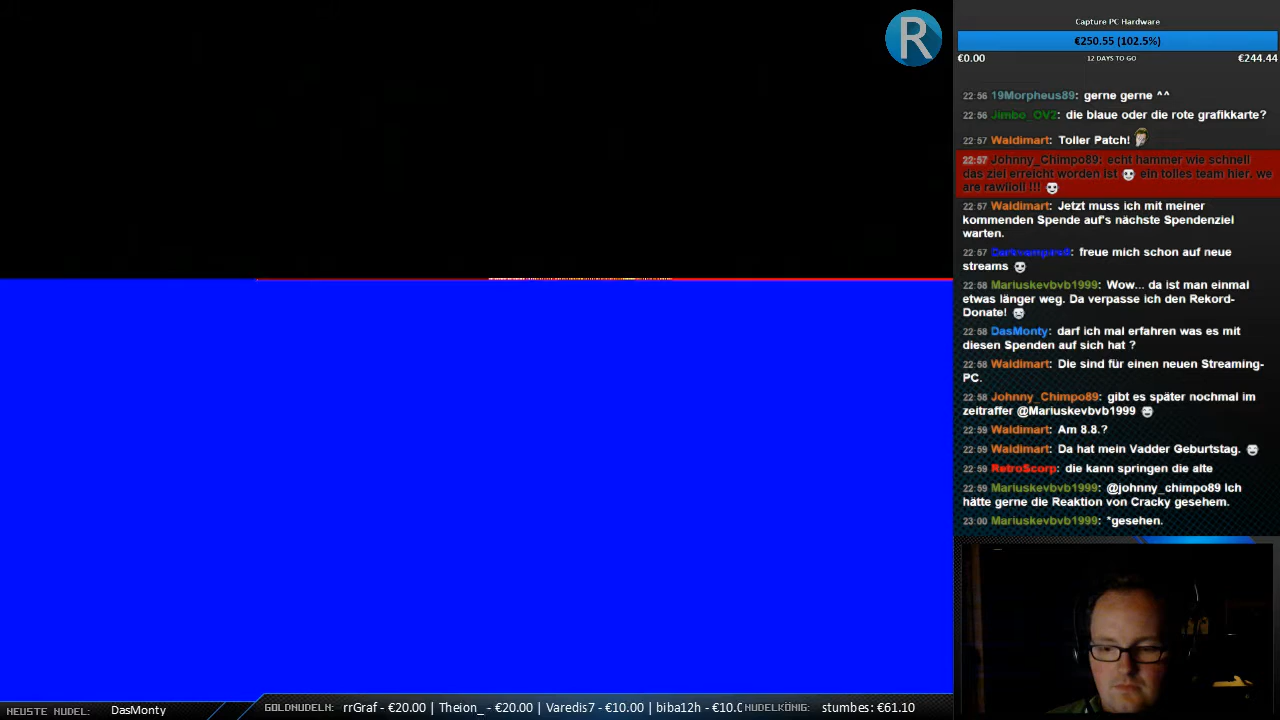 R
Capture PC Hardware
€250.55 (102.5%)
€0.00 12 DAYS TO GO €244.44
22:56 19Morpheus89: gerne gerne ^^
22:56 Jimbo_OV2: die blaue oder die rote grafikkarte?
22:57 Waldimart: Toller Patch!
22:57 Johnny_Chimpo89: echt hammer wie schnell
das ziel erreicht worden ist ein tolles team hier. we
are rawiioli !!!
22:57 Waldimart: Jetzt muss ich mit meiner
kommenden Spende auf's nächste Spendenziel
warten.
22:57 freue mich schon auf neue
streams
22:58 Mariuskevbvb1999: Wow... da ist man einmal
etwas länger weg. Da verpasse ich den Rekord-
Donate!
22:58 DasMonty: darf ich mal erfahren was es mit
diesen Spenden auf sich hat ?
22:58 Waldimart: Die sind für einen neuen Streaming-
PC.
22:58 Johnny_Chimpo89: gibt es später nochmal im
zeitraffer @Mariuskevbvb1999
22:59 Waldimart: Am 8.8.?
22:59 Waldimart: Da hat mein Vadder Geburtstag.
22:59 RetroScorp: die kann springen die alte
22:59 Mariuskevbvb1999: @johnny_chimpo89 Ich
hätte gerne die Reaktion von Cracky gesehem.
23:00 Mariuskevbvb1999: *gesehen.
NEUSTE NUDEL: DasMonty
GOLDNUDELN: rrGraf - €20.00 | Theion_ - €20.00 | Varedis7 - €10.00 | biba12h - €10.0
NUDELKÖNIG: stumbes: €61.10